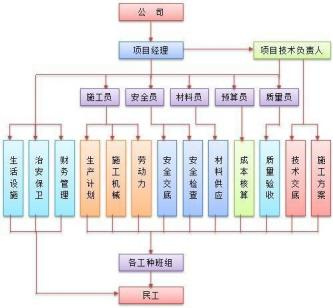 公 司
项目经理
项目技术负责人
施工员
安全员
材料员
预算员
质量员
生活设施
治安保卫
财务管理
生产计划
施工机械
劳动力
安全交底
安全检查
材料供应
成本核算
质量验收
技术交底
施工方案
各工种班组
民工